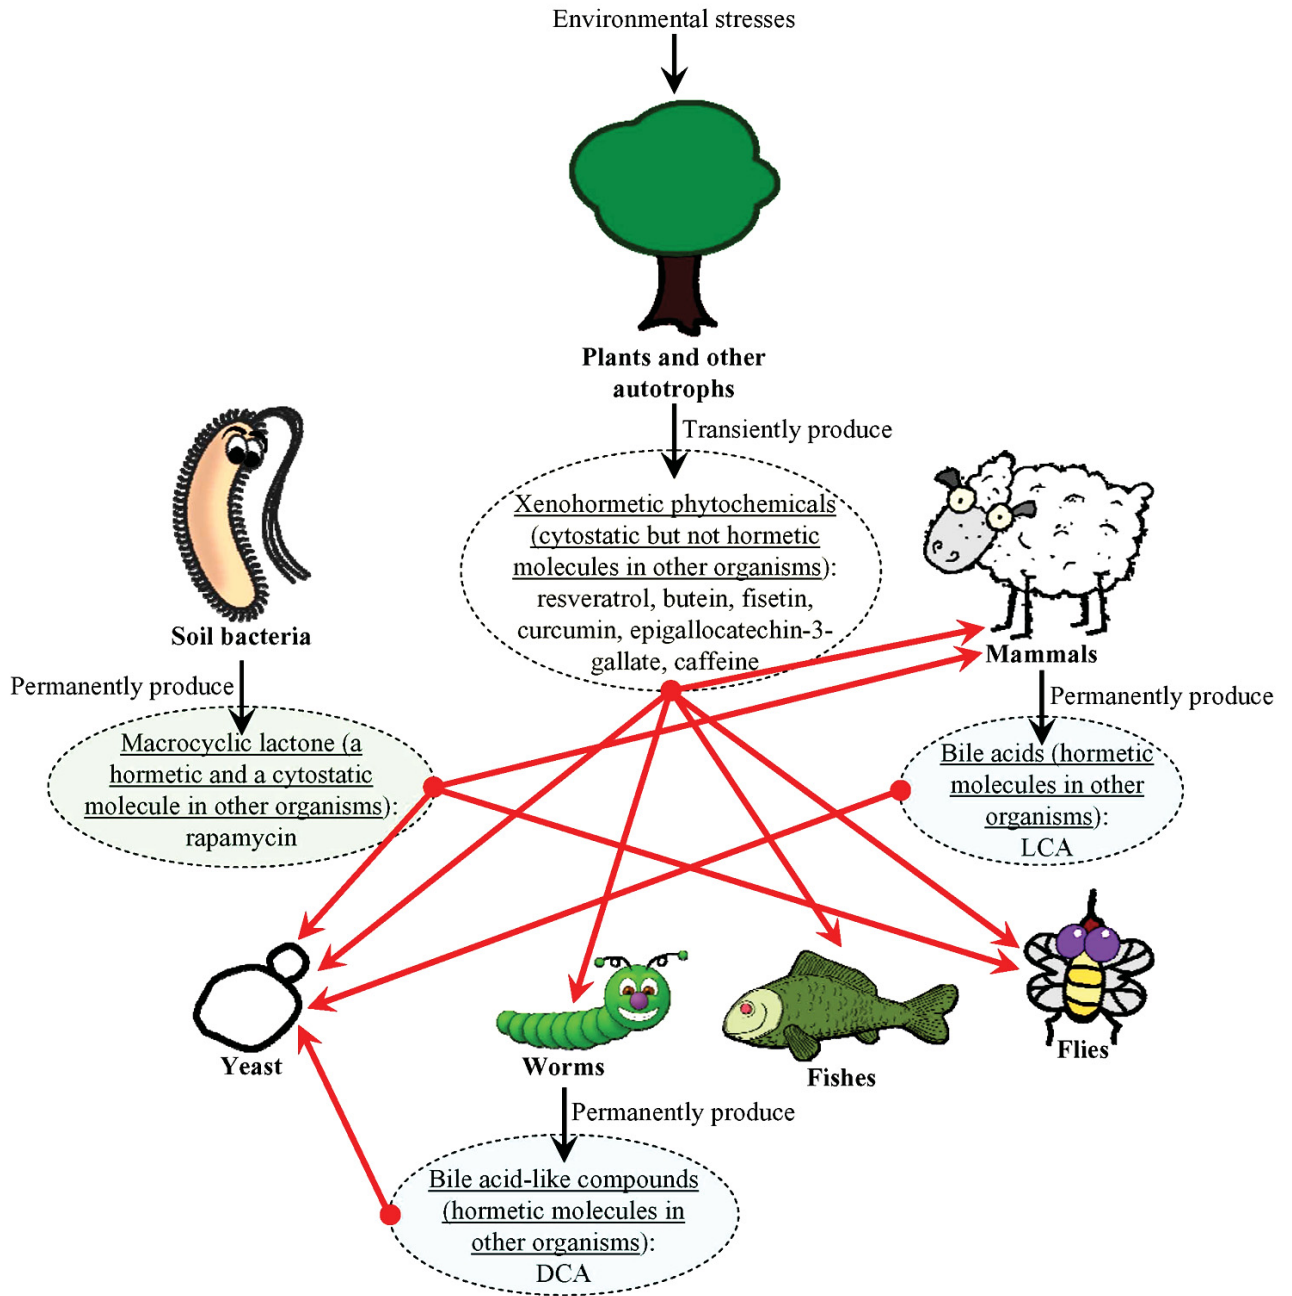 Environmental stresses
Plants and other
autotrophs
Transiently produce
Xenohormetic phytochemicals
(cytostatic but not hormetic
molecules in other organisms):
resveratrol, butein, fisetin,
curcumin, epigallocatechin-3-
gallate, caffeine
Soil bacteria
Permanently produce
Macrocyclic lactone (a
hormetic and a cytostatic
molecule in other organisms):
rapamycin
Mammals
Permanently produce
Bile acids (hormetic
molecules in other
organisms):
LCA
Yeast
Worms
Fishes
Flies
Permanently produce
Bile acid-like compounds
(hormetic molecules in
other organisms):
DCA